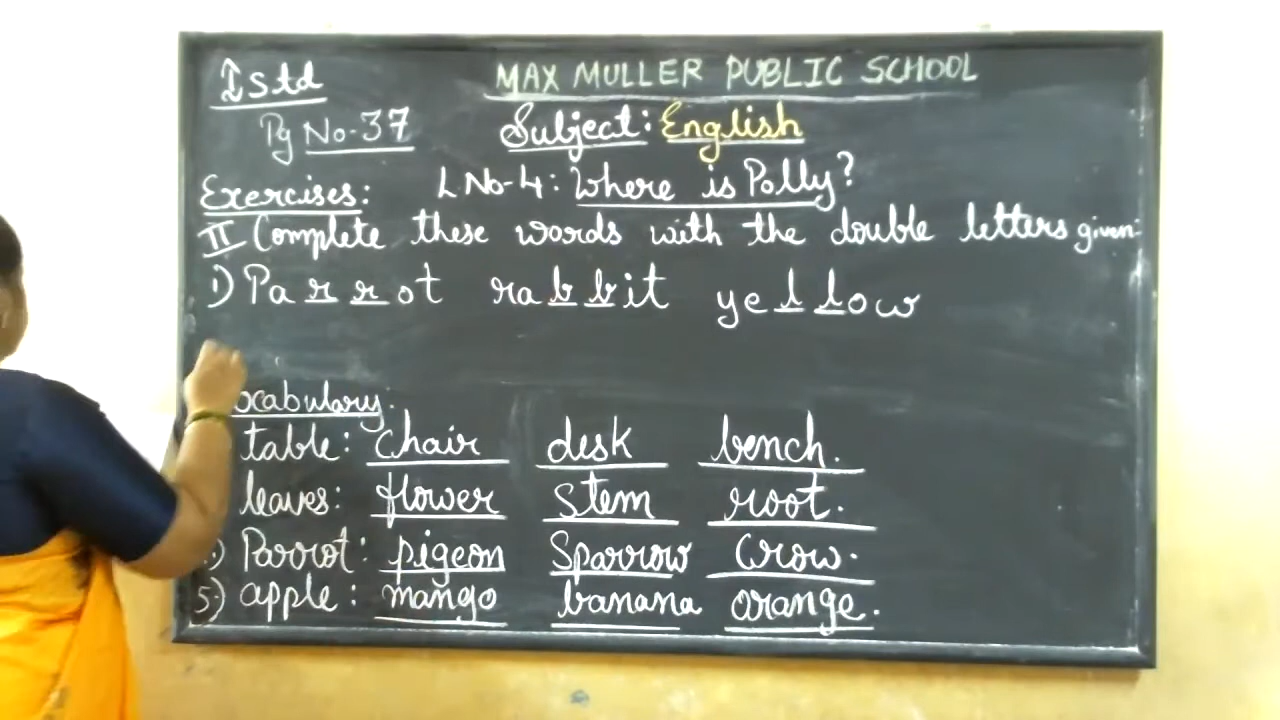 I Std
MAX MULLER PUBLIC SCHOOL
Pg No-37
Subject: English
Exercises:
L No-4: Where is Polly?
II Complete these words with the double letters given:
1) Parrot rabbit yellow
ocabulary:
table: chair desk bench.
leaves: flower Stem root.
) Parrot: pigeon Sparrow Crow.
5.) apple: mango banana orange.